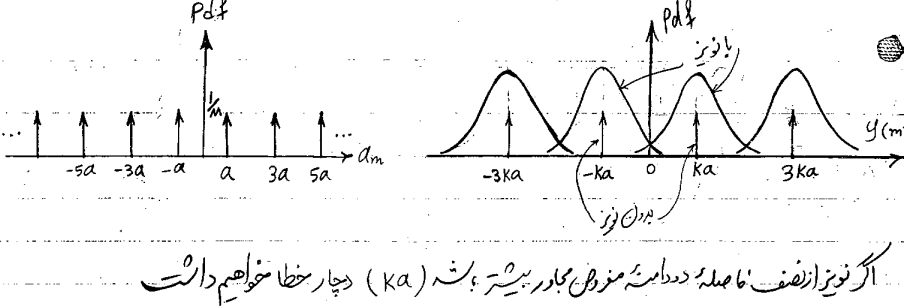 Pdf
1/M
... -5a -3a -a a 3a 5a ... am
Pdf
با نویز
-3Ka -Ka 0 Ka 3Ka y(m
بدون نویز
اگر نویز از نصف فاصلهٔ دو دامنهٔ مفروض مجاور بیشتر باشد (Ka) دچار خطا خواهیم داشت